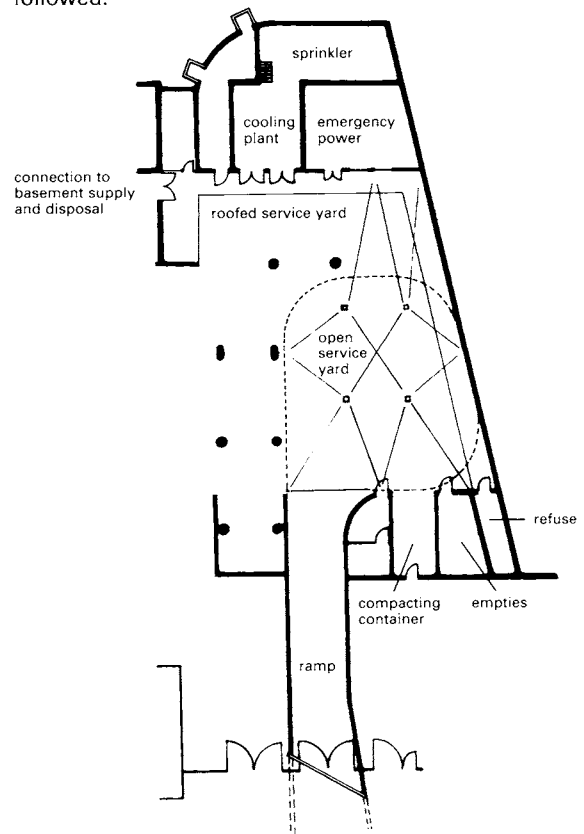 followed.
sprinkler
cooling
plant
emergency
power
connection to
basement supply
and disposal
roofed service yard
open
service
yard
refuse
compacting
container
empties
ramp